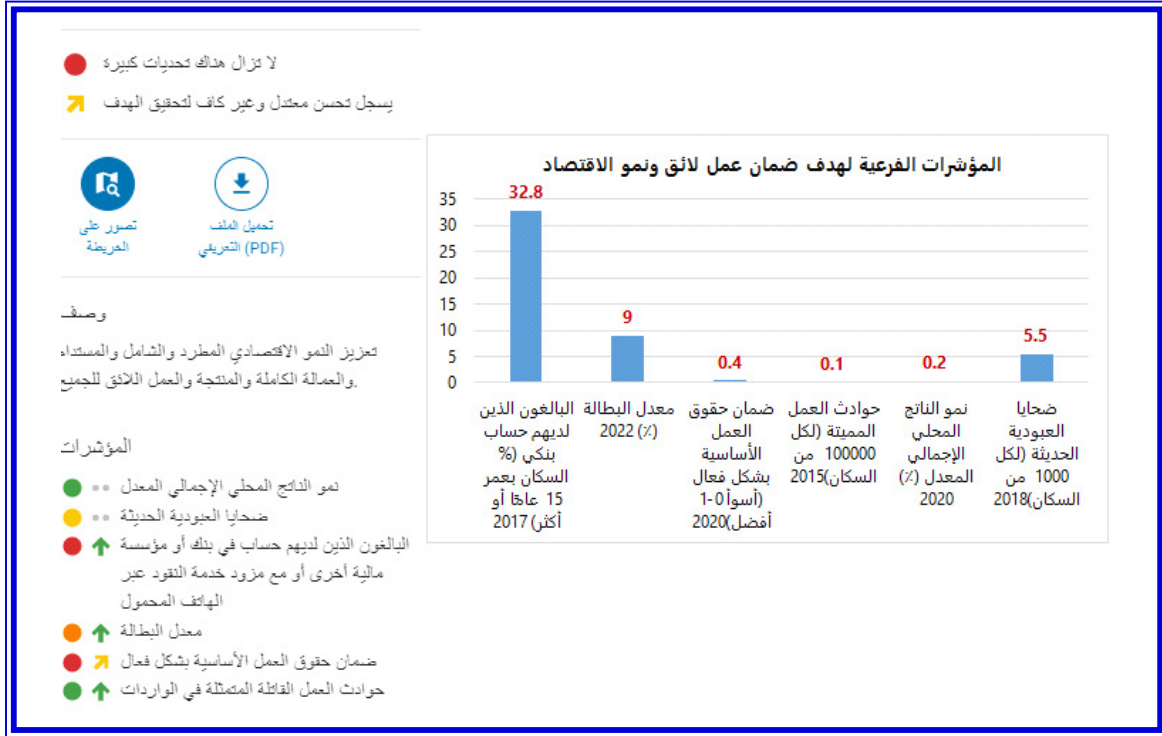 لا تزال هناك تحديات كبيرة
يسجل تحسن معتدل وغير كاف لتحقيق الهدف
تحميل الملف
التعريفي (PDF)
تصور على
الخريطة
وصف
تعزيز النمو الاقتصادي المطرد والشامل والمستدام
والعمالة الكاملة والمنتجة والعمل اللائق للجميع.
المؤشرات
نمو الناتج المحلي الإجمالي المعدل
ضحايا العبودية الحديثة
البالغون الذين لديهم حساب في بنك أو مؤسسة
مالية أخرى أو مع مزود خدمة النقود عبر
الهاتف المحمول
معدل البطالة
ضمان حقوق العمل الأساسية بشكل فعال
حوادث العمل القاتلة المتمثلة في الواردات
المؤشرات الفرعية لهدف ضمان عمل لائق ونمو الاقتصاد
35
30
25
20
15
10
5
0
32.8
9
0.4
0.1
0.2
5.5
البالغون الذين
لديهم حساب
بنكي (%
السكان بعمر
15 عامًا أو
أكثر) 2017
معدل البطالة
(٪) 2022
ضمان حقوق
العمل
الأساسية
بشكل فعال
(أسوأ 0-1
أفضل)2020
حوادث العمل
المميتة (لكل
100000 من
السكان)2015
نمو الناتج
المحلي
الإجمالي
المعدل (٪)
2020
ضحايا
العبودية
الحديثة (لكل
1000 من
السكان)2018